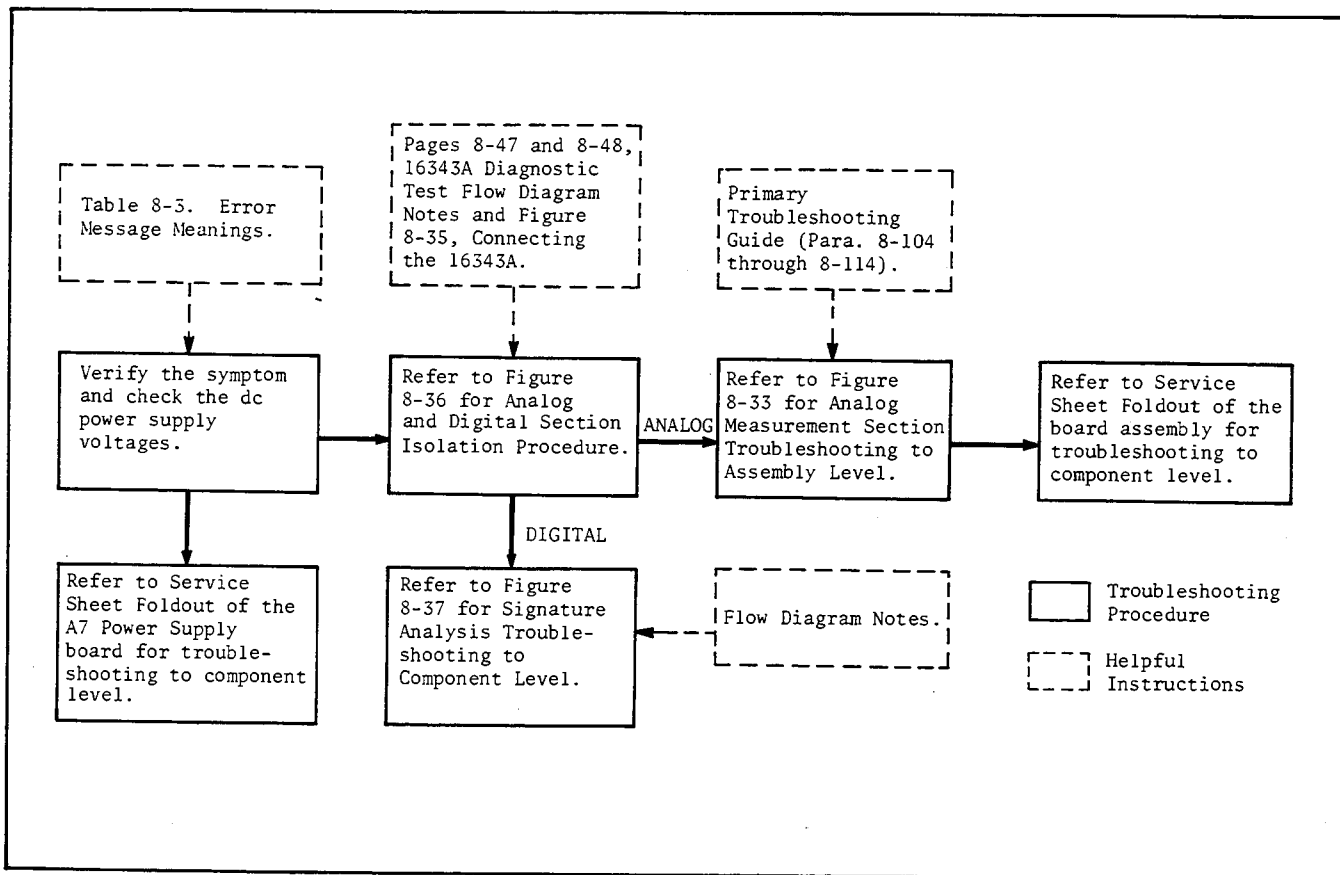 Table 8-3. Error
Message Meanings.
Pages 8-47 and 8-48,
16343A Diagnostic
Test Flow Diagram
Notes and Figure
8-35, Connecting
the 16343A.
Primary
Troubleshooting
Guide (Para. 8-104
through 8-114).
Verify the symptom
and check the dc
power supply
voltages.
Refer to Figure
8-36 for Analog
and Digital Section
Isolation Procedure.
ANALOG
Refer to Figure
8-33 for Analog
Measurement Section
Troubleshooting to
Assembly Level.
Refer to Service
Sheet Foldout of the
board assembly for
troubleshooting to
component level.
DIGITAL
Refer to Service
Sheet Foldout of the
A7 Power Supply
board for trouble-
shooting to component
level.
Refer to Figure
8-37 for Signature
Analysis Trouble-
shooting to
Component Level.
Flow Diagram Notes.
Troubleshooting
Procedure
Helpful
Instructions